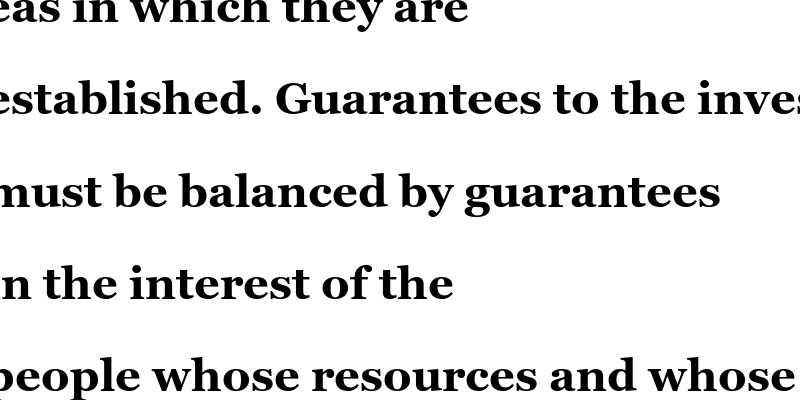 eas in which they are
established. Guarantees to the inves
must be balanced by guarantees
in the interest of the
people whose resources and whose